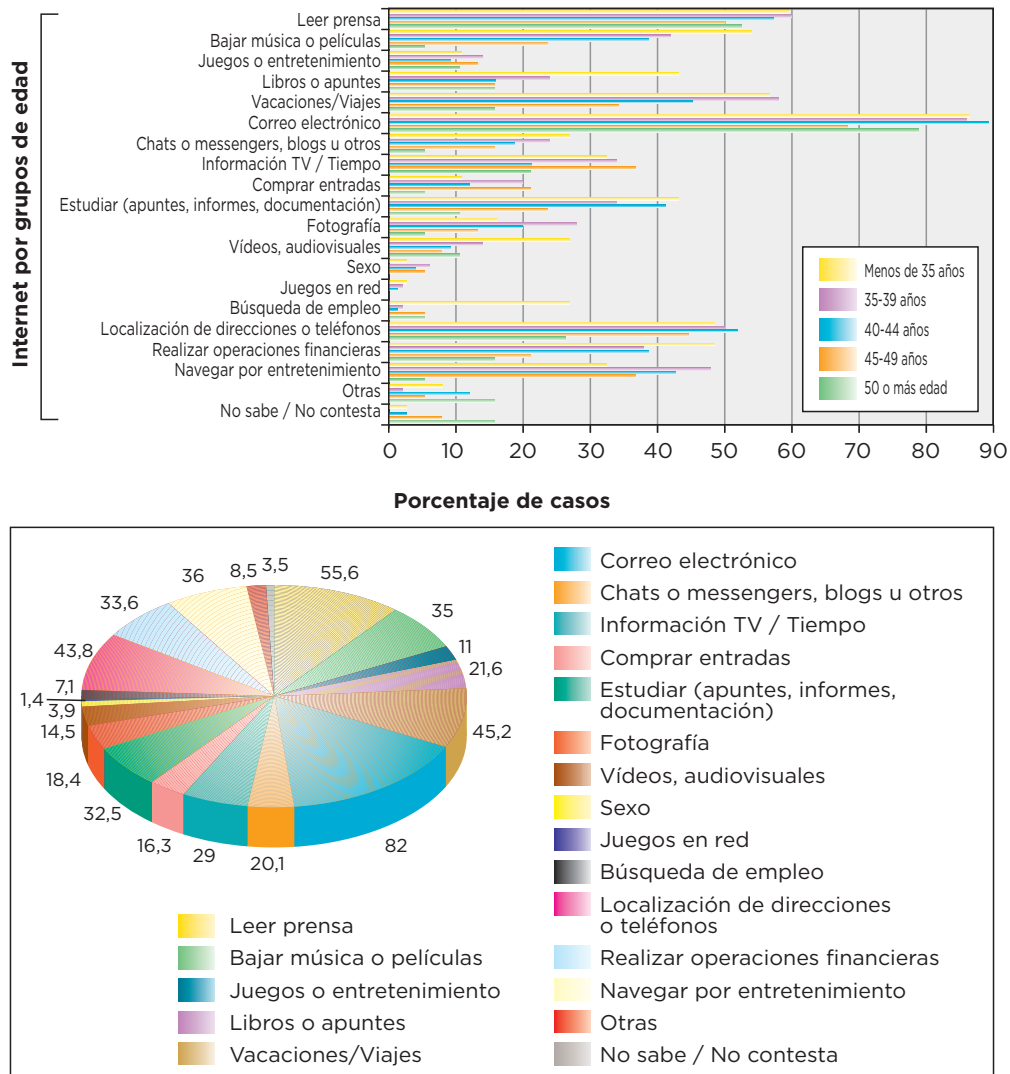 Internet por grupos de edad
Leer prensa
Bajar música o películas
Juegos o entretenimiento
Libros o apuntes
Vacaciones/Viajes
Correo electrónico
Chats o messengers, blogs u otros
Información TV / Tiempo
Comprar entradas
Estudiar (apuntes, informes, documentación)
Fotografía
Vídeos, audiovisuales
Sexo
Juegos en red
Búsqueda de empleo
Localización de direcciones o teléfonos
Realizar operaciones financieras
Navegar por entretenimiento
Otras
No sabe / No contesta
Menos de 35 años
35-39 años
40-44 años
45-49 años
50 o más edad
0 10 20 30 40 50 60 70 80 90
Porcentaje de casos
55,6
35
11
21,6
45,2
82
20,1
29
16,3
32,5
18,4
14,5
3,9
1,4
7,1
43,8
33,6
36
8,5
3,5
Leer prensa
Bajar música o películas
Juegos o entretenimiento
Libros o apuntes
Vacaciones/Viajes
Correo electrónico
Chats o messengers, blogs u otros
Información TV / Tiempo
Comprar entradas
Estudiar (apuntes, informes,
documentación)
Fotografía
Vídeos, audiovisuales
Sexo
Juegos en red
Búsqueda de empleo
Localización de direcciones
o teléfonos
Realizar operaciones financieras
Navegar por entretenimiento
Otras
No sabe / No contesta